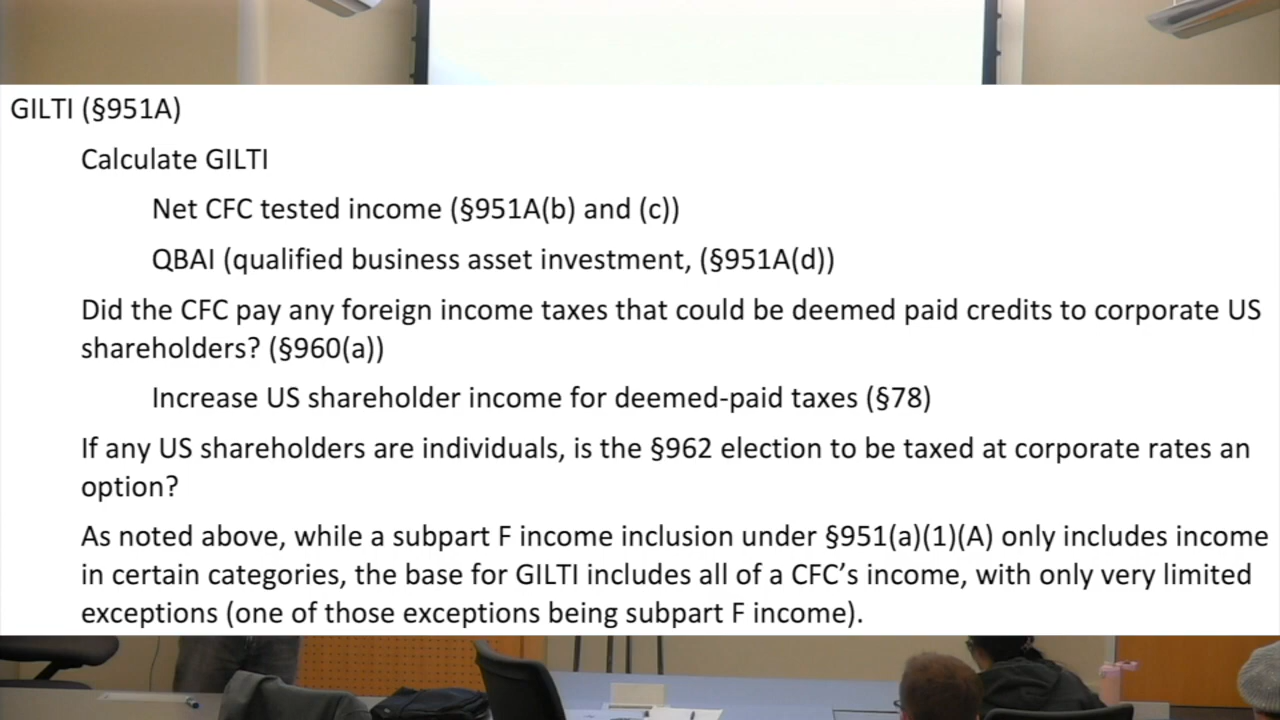 GILTI (§951A)
Calculate GILTI
Net CFC tested income (§951A(b) and (c))
QBAI (qualified business asset investment, (§951A(d))
Did the CFC pay any foreign income taxes that could be deemed paid credits to corporate US
shareholders? (§960(a))
Increase US shareholder income for deemed-paid taxes (§78)
If any US shareholders are individuals, is the §962 election to be taxed at corporate rates an
option?
As noted above, while a subpart F income inclusion under §951(a)(1)(A) only includes income
in certain categories, the base for GILTI includes all of a CFC’s income, with only very limited
exceptions (one of those exceptions being subpart F income).